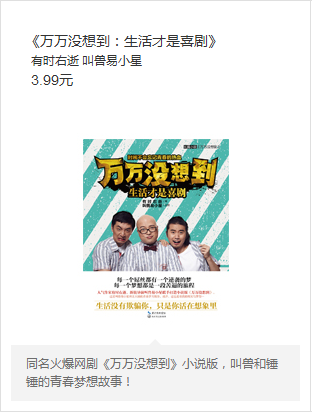 《万万没想到：生活才是喜剧》
有时右逝 叫兽易小星
3.99元
万万没想到
生活才是喜剧
每一个屌丝都有一个逆袭的梦
每一个梦想都是一段苦逼的旅程
生活没有欺骗你，只是你活在想象里
同名火爆网剧《万万没想到》小说版，叫兽和锤
锤的青春梦想故事！